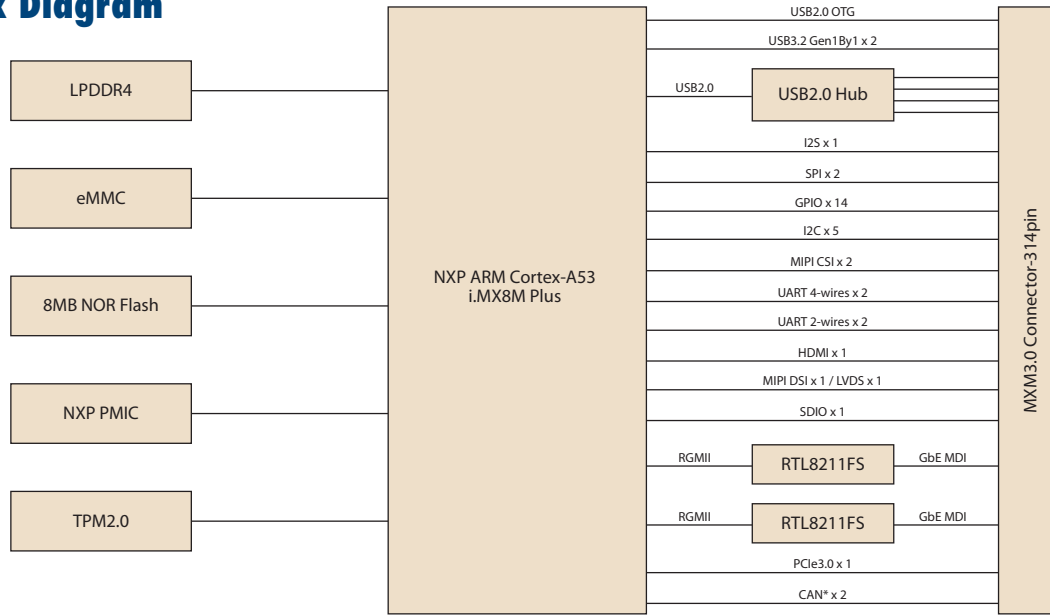 Diagram
LPDDR4
eMMC
8MB NOR Flash
NXP PMIC
TPM2.0
NXP ARM Cortex-A53
i.MX8M Plus
USB2.0 OTG
USB3.2 Gen1By1 x 2
USB2.0
USB2.0 Hub
I2S x 1
SPI x 2
GPIO x 14
I2C x 5
MIPI CSI x 2
UART 4-wires x 2
UART 2-wires x 2
HDMI x 1
MIPI DSI x 1 / LVDS x 1
SDIO x 1
RGMII
RTL8211FS
GbE MDI
RGMII
RTL8211FS
GbE MDI
PCIe3.0 x 1
CAN* x 2
MXM3.0 Connector-314pin